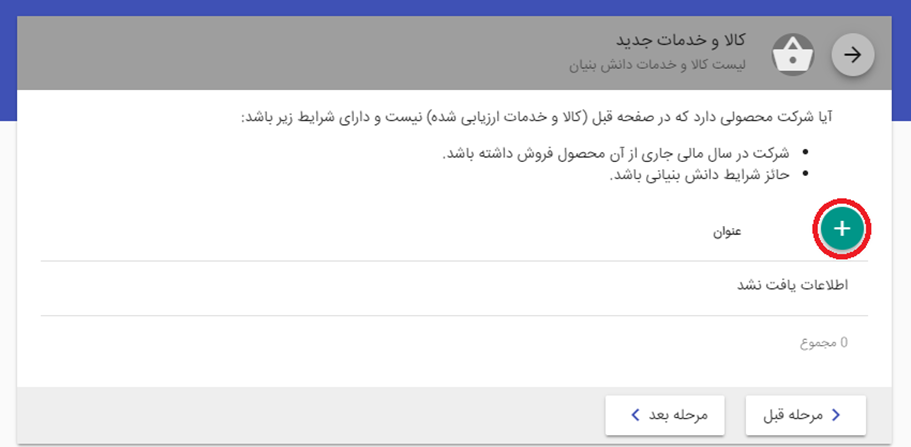 کالا و خدمات جدید
لیست کالا و خدمات دانش بنیان
آیا شرکت محصولی دارد که در صفحه قبل (کالا و خدمات ارزیابی شده) نیست و دارای شرایط زیر باشد:
• شرکت در سال مالی جاری از آن محصول فروش داشته باشد.
• حائز شرایط دانش بنیانی باشد.
عنوان
اطلاعات یافت نشد
0 مجموع
مرحله قبل
مرحله بعد